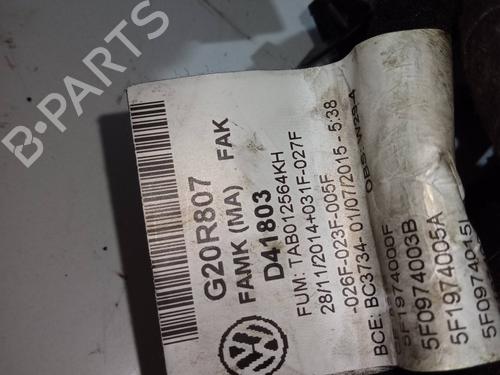 B-PARTS
G20R807
FAMK (MA) FAK
D41803
FUM: TAB012564KH
28/11/2014+031F-027F
-026F-023F-005F
BCE: BC3734- 01/07/2015 - 5:38
5F1974000F
5F0974003B
5F1974005A
5F0974015L